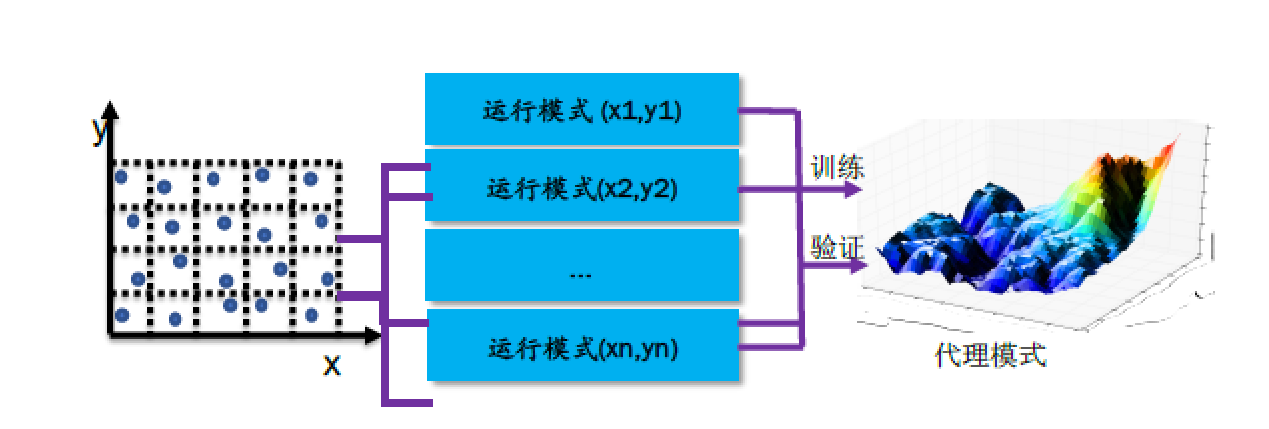 y
x
运行模式 (x1,y1)
运行模式(x2,y2)
...
运行模式(xn,yn)
训练
验证
代理模式